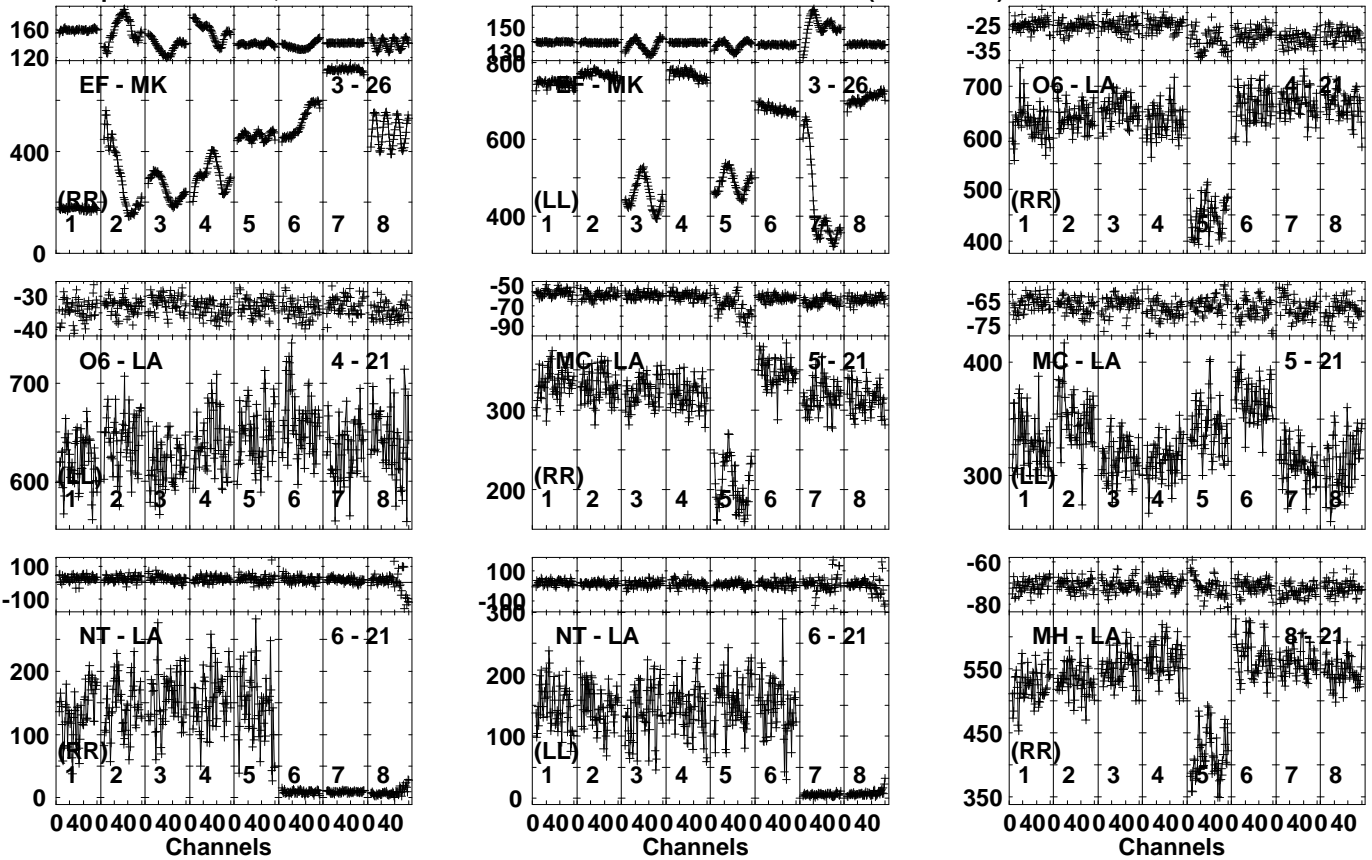 160
120
EF - MK 3 - 26
400
(RR)
0
1 2 3 4 5 6 7 8
150
130
800
EF - MK 3 - 26
600
400
(LL)
1 2 3 4 5 6 7 8
-25
-35
700
O6 - LA 4 - 21
600
500
(RR)
400
1 2 3 4 5 6 7 8
-30
-40
O6 - LA 4 - 21
700
600
(LL)
1 2 3 4 5 6 7 8
-50
-70
-90
MC - LA 5 - 21
300
(RR)
200
1 2 3 4 5 6 7 8
-65
-75
400
MC - LA 5 - 21
300
(LL)
1 2 3 4 5 6 7 8
100
-100
NT - LA 6 - 21
200
100
(RR)
0
1 2 3 4 5 6 7 8
0 40 0 40 0 40 0 40 0 40 0 40 0 40 0 40
Channels
100
-100
300
NT - LA 6 - 21
200
100
(LL)
0
1 2 3 4 5 6 7 8
0 40 0 40 0 40 0 40 0 40 0 40 0 40 0 40
Channels
-60
-80
MH - LA 8 - 21
550
450
(RR)
350
1 2 3 4 5 6 7 8
0 40 0 40 0 40 0 40 0 40 0 40 0 40 0 40
Channels